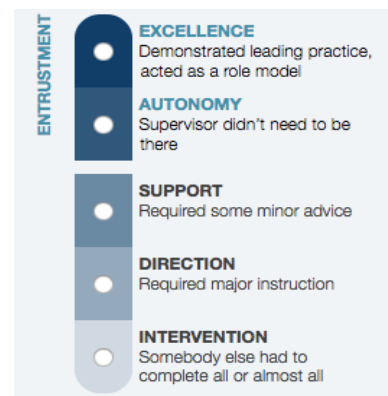 ENTRUSTMENT
EXCELLENCE
Demonstrated leading practice,
acted as a role model
AUTONOMY
Supervisor didn't need to be
there
SUPPORT
Required some minor advice
DIRECTION
Required major instruction
INTERVENTION
Somebody else had to
complete all or almost all